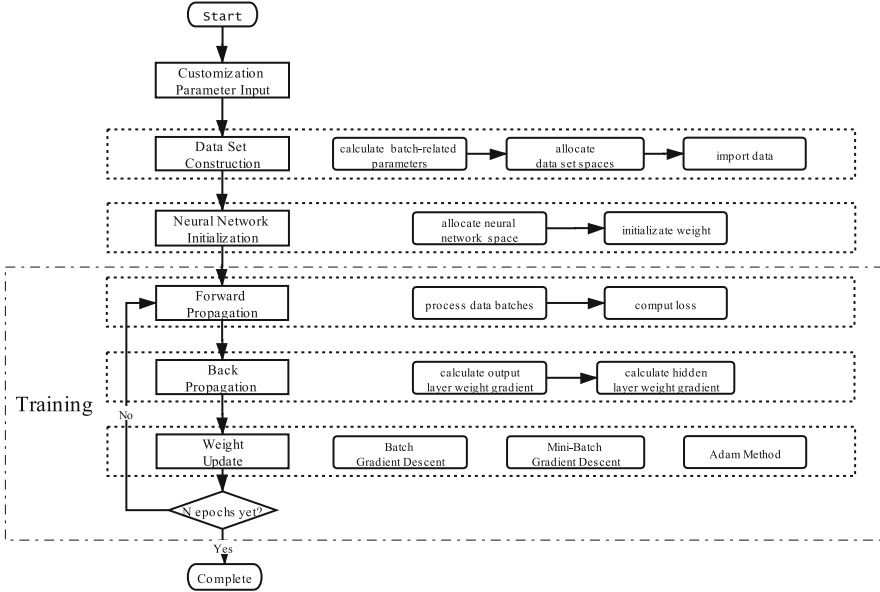 Start
Customization
Parameter Input
Data Set
Construction
calculate batch-related
parameters
allocate
data set spaces
import data
Neural Network
Initialization
allocate neural
network space
initializate weight
Forward
Propagation
process data batches
comput loss
Back
Propagation
calculate output
layer weight gradient
calculate hidden
layer weight gradient
Training
No
Weight
Update
Batch
Gradient Descent
Mini-Batch
Gradient Descent
Adam Method
N epochs yet?
Yes
Complete